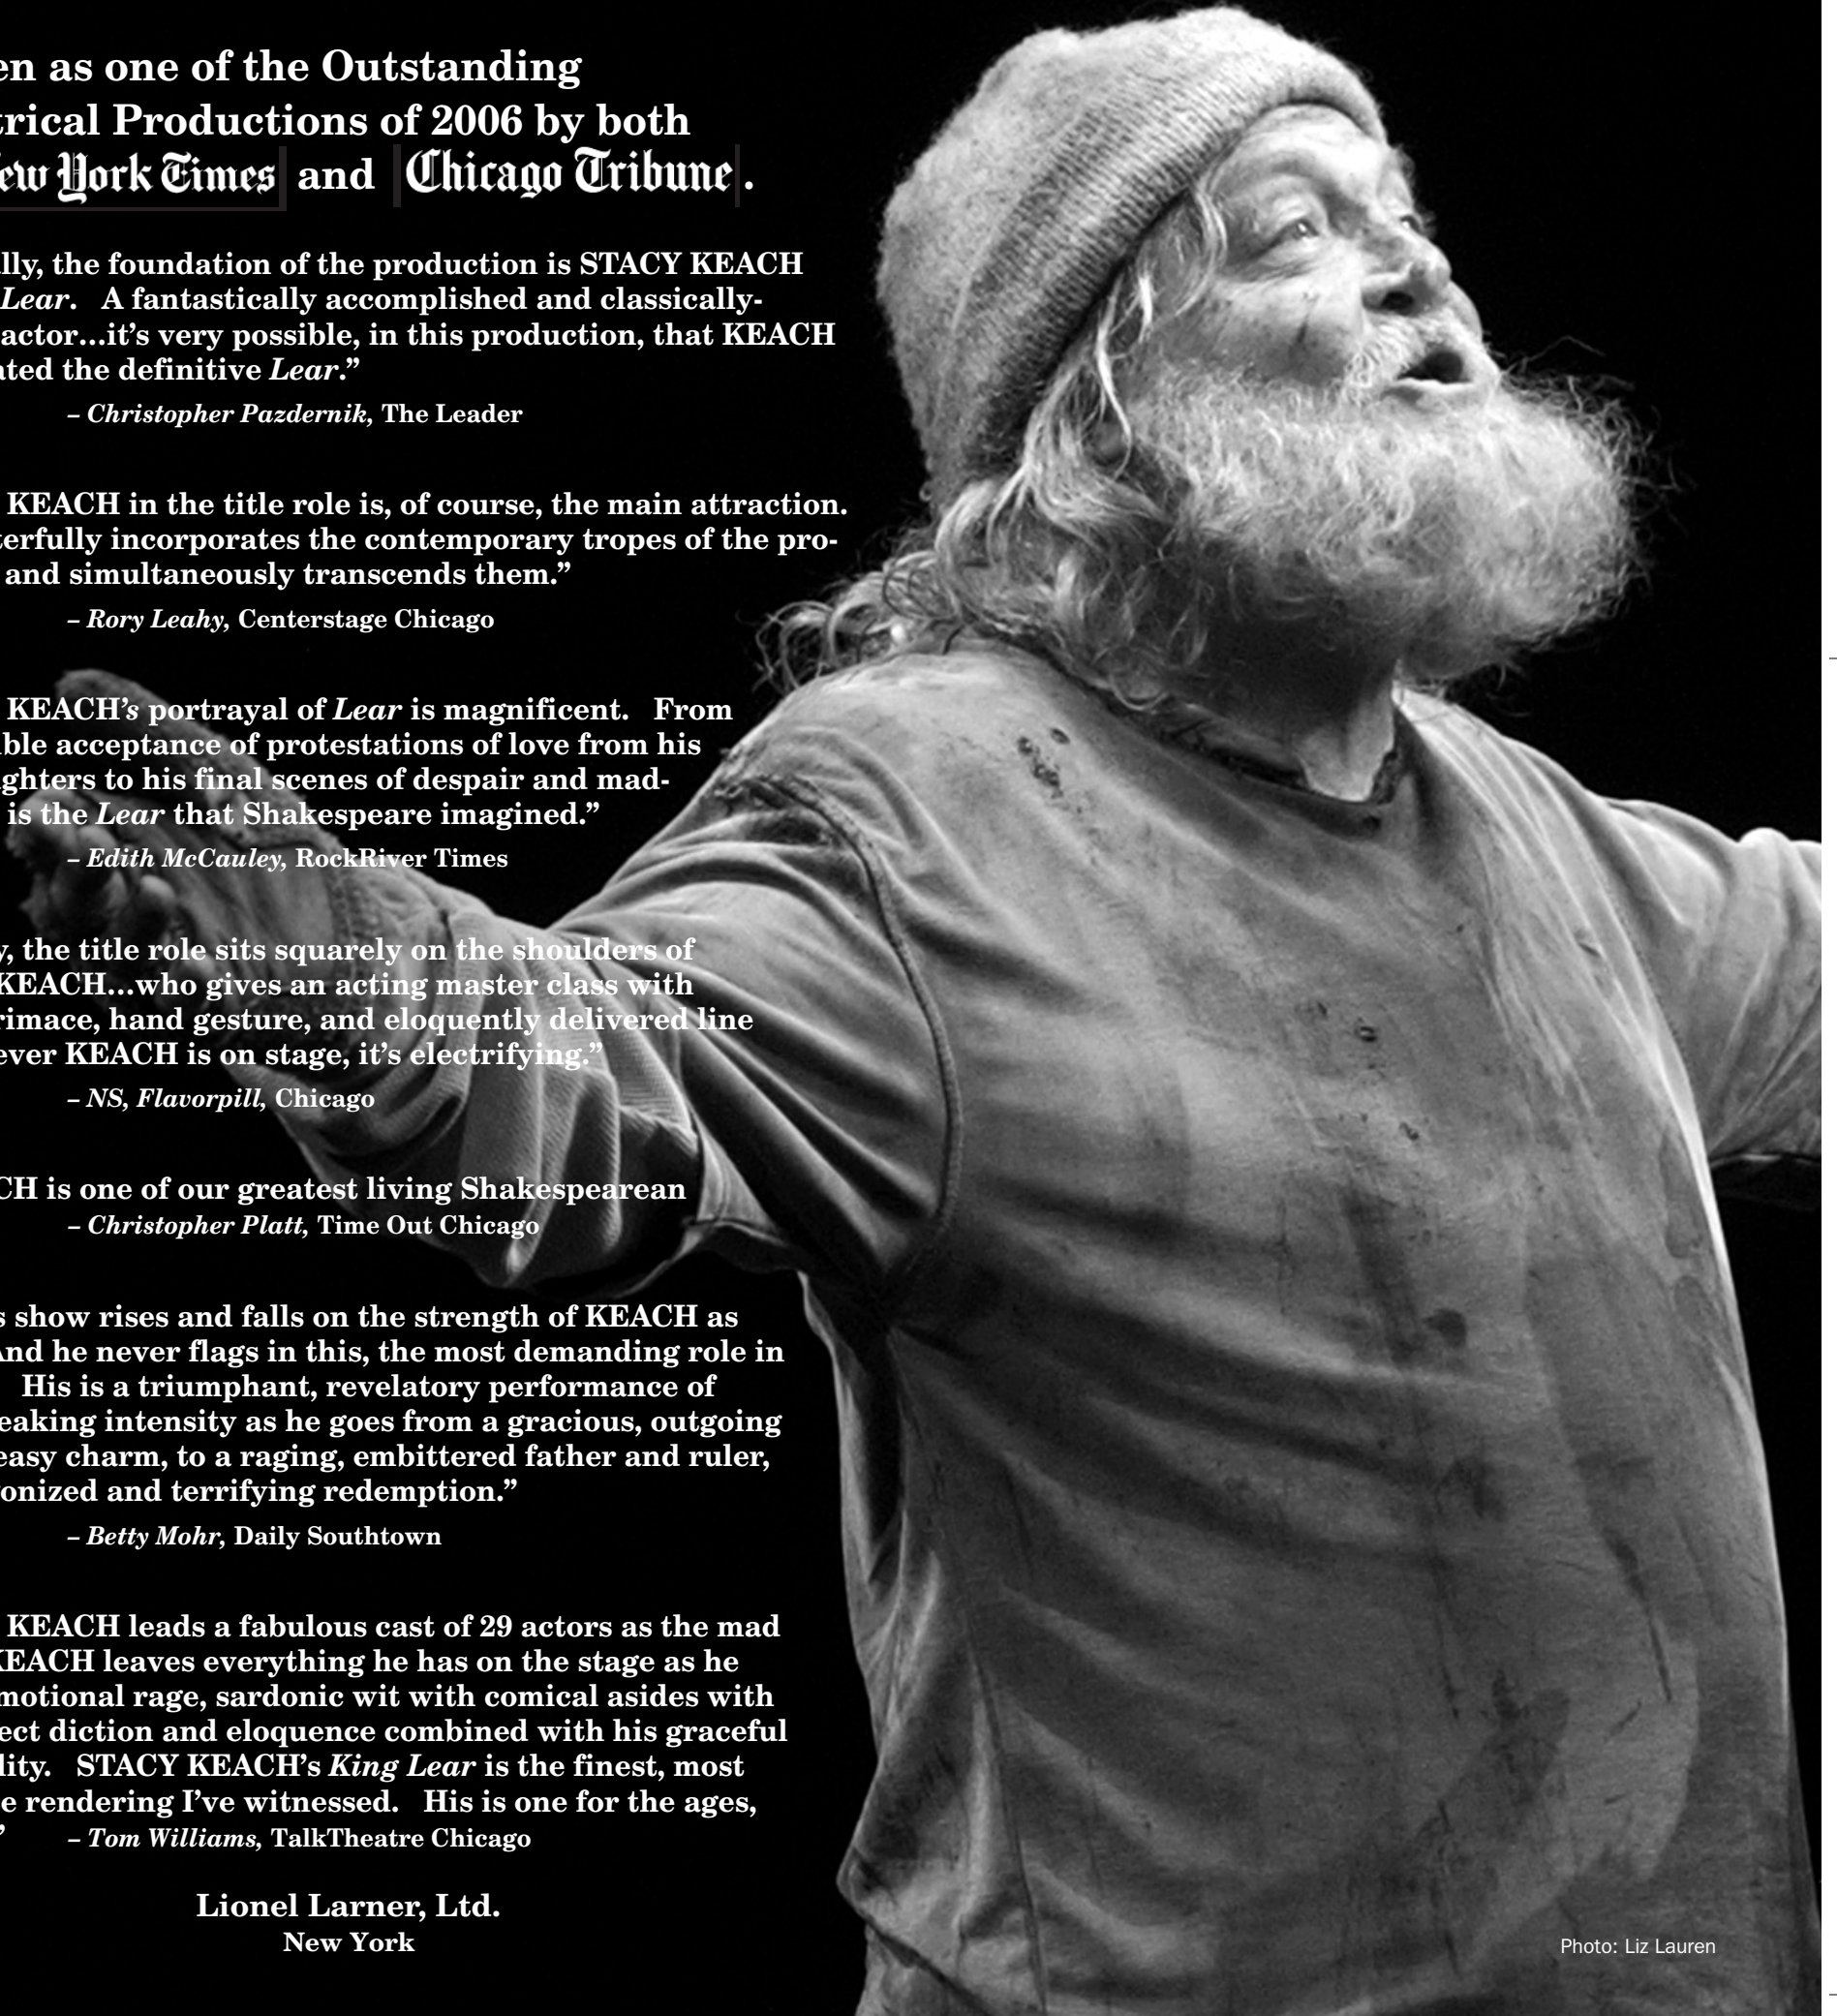 en as one of the Outstanding
trical Productions of 2006 by both
ew York Times and Chicago Tribune.
lly, the foundation of the production is STACY KEACH
Lear. A fantastically accomplished and classically-
actor...it’s very possible, in this production, that KEACH
ated the definitive Lear.”
– Christopher Pazdernik, The Leader
KEACH in the title role is, of course, the main attraction.
terfully incorporates the contemporary tropes of the pro-
and simultaneously transcends them.”
– Rory Leahy, Centerstage Chicago
KEACH’s portrayal of Lear is magnificent. From
ible acceptance of protestations of love from his
ghters to his final scenes of despair and mad-
is the Lear that Shakespeare imagined.”
– Edith McCauley, RockRiver Times
y, the title role sits squarely on the shoulders of
KEACH...who gives an acting master class with
rimace, hand gesture, and eloquently delivered line
ever KEACH is on stage, it’s electrifying.”
– NS, Flavorpill, Chicago
CH is one of our greatest living Shakespearean
– Christopher Platt, Time Out Chicago
s show rises and falls on the strength of KEACH as
And he never flags in this, the most demanding role in
His is a triumphant, revelatory performance of
eaking intensity as he goes from a gracious, outgoing
easy charm, to a raging, embittered father and ruler,
onized and terrifying redemption.”
– Betty Mohr, Daily Southtown
KEACH leads a fabulous cast of 29 actors as the mad
KEACH leaves everything he has on the stage as he
motional rage, sardonic wit with comical asides with
ect diction and eloquence combined with his graceful
lity. STACY KEACH’s King Lear is the finest, most
e rendering I’ve witnessed. His is one for the ages,
” – Tom Williams, TalkTheatre Chicago
Lionel Larner, Ltd.
New York
Photo: Liz Lauren